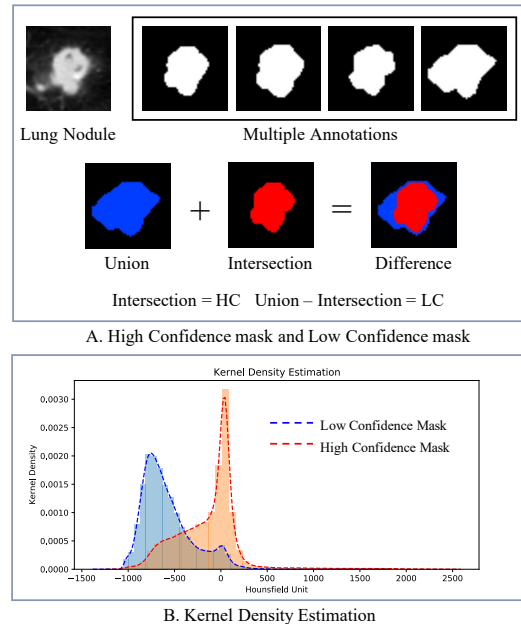 Lung Nodule
Multiple Annotations
+
=
Union
Intersection
Difference
Intersection = HC Union – Intersection = LC
A. High Confidence mask and Low Confidence mask
Kernel Density Estimation
Kernel Density
0.0030
0.0025
0.0020
0.0015
0.0010
0.0005
0.0000
Low Confidence Mask
High Confidence Mask
−1500 −1000 −500 0 500 1000 1500 2000 2500
Hounsfield Unit
B. Kernel Density Estimation